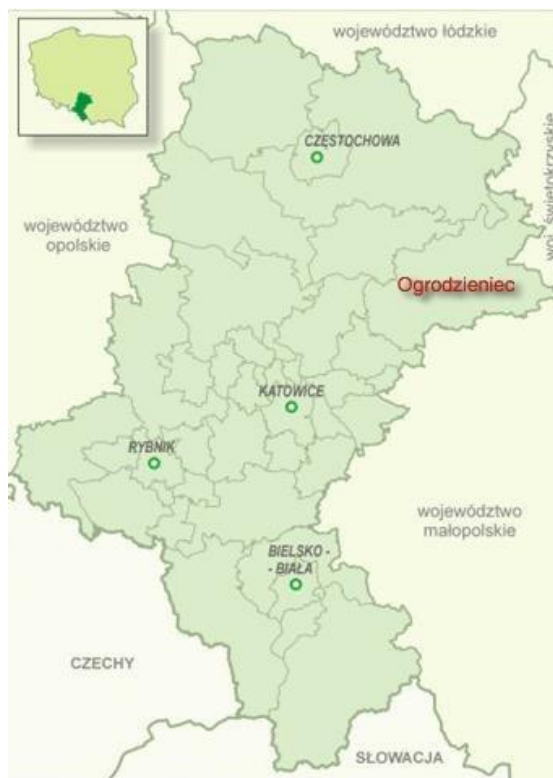 województwo łódzkie
CZĘSTOCHOWA
woj. świętokrzyskie
województwo
opolskie
Ogrodzieniec
KATOWICE
RYBNIK
województwo
małopolskie
BIELSKO -
- BIAŁA
CZECHY
SŁOWACJA